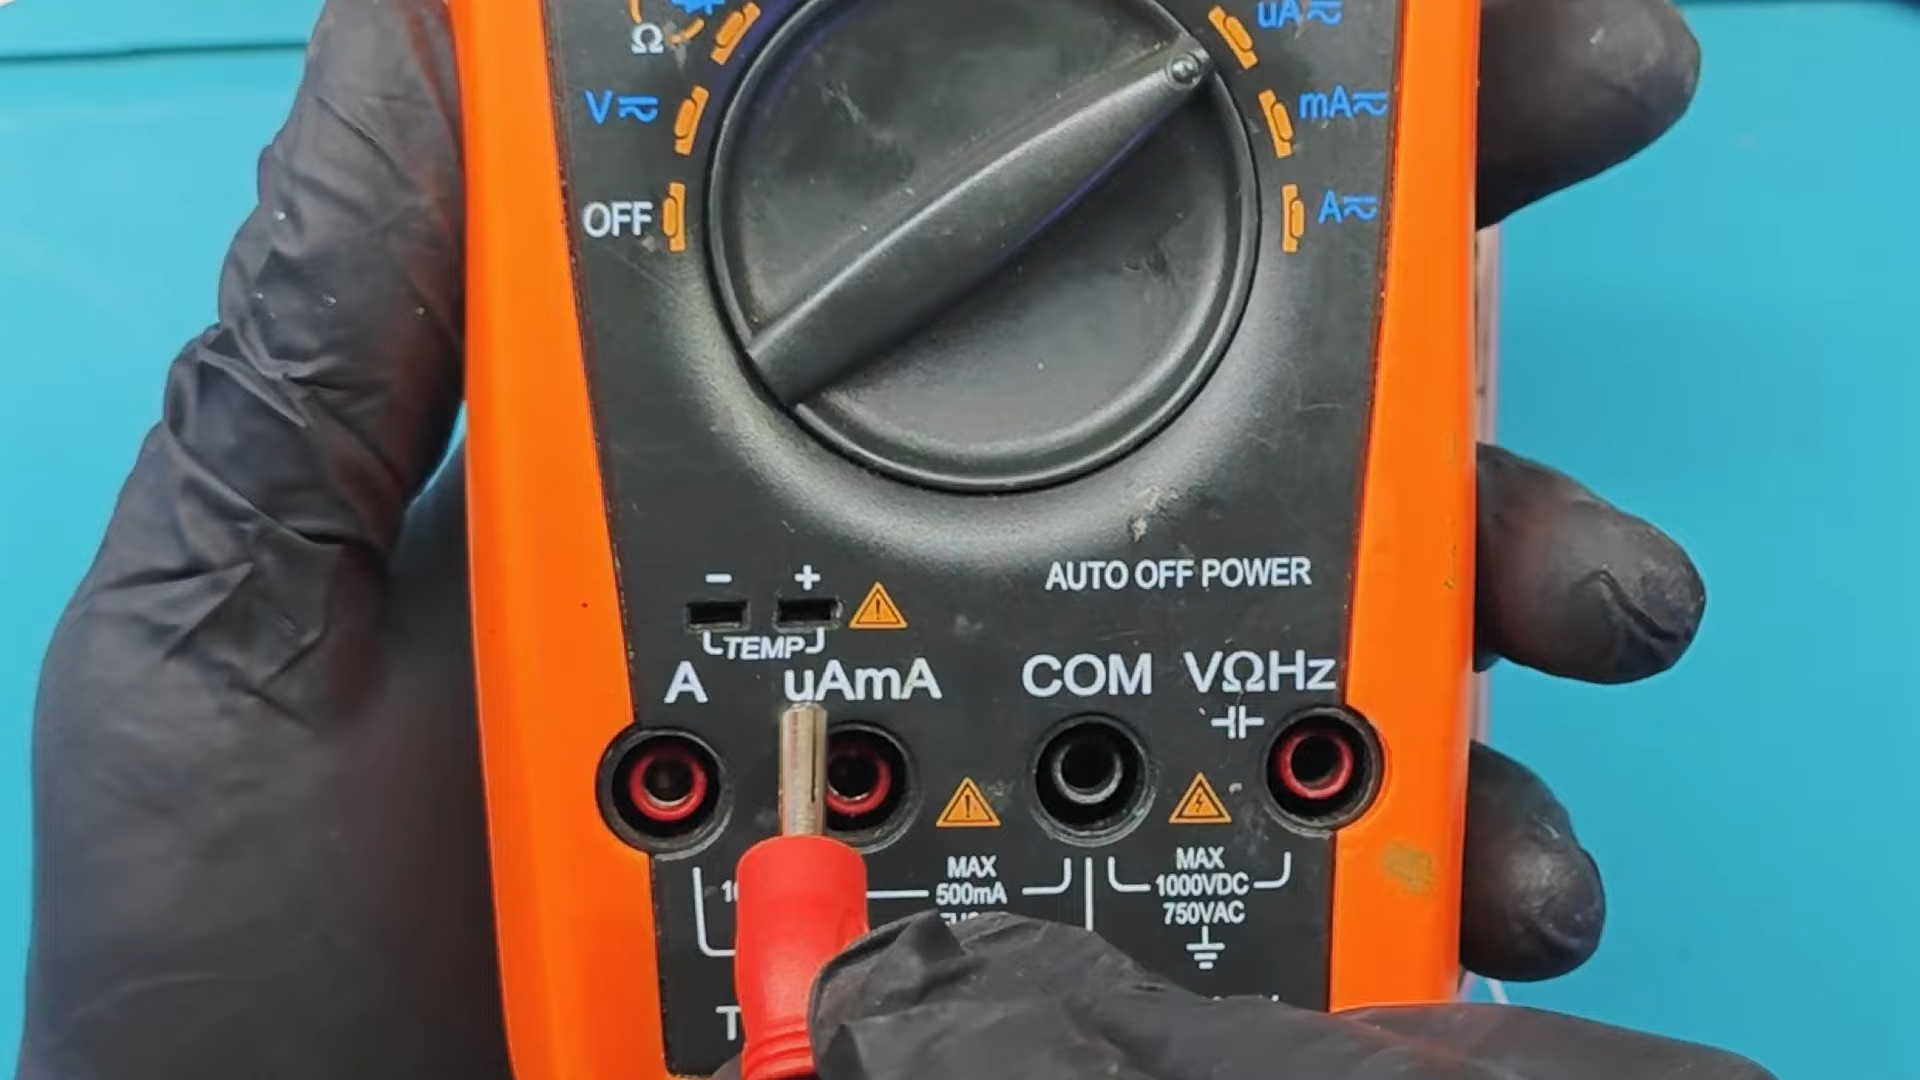 Ω
uA
V
mA
OFF
A
- +
AUTO OFF POWER
TEMP
A uAmA COM VΩHz
MAX
500mA
MAX
1000VDC
750VAC